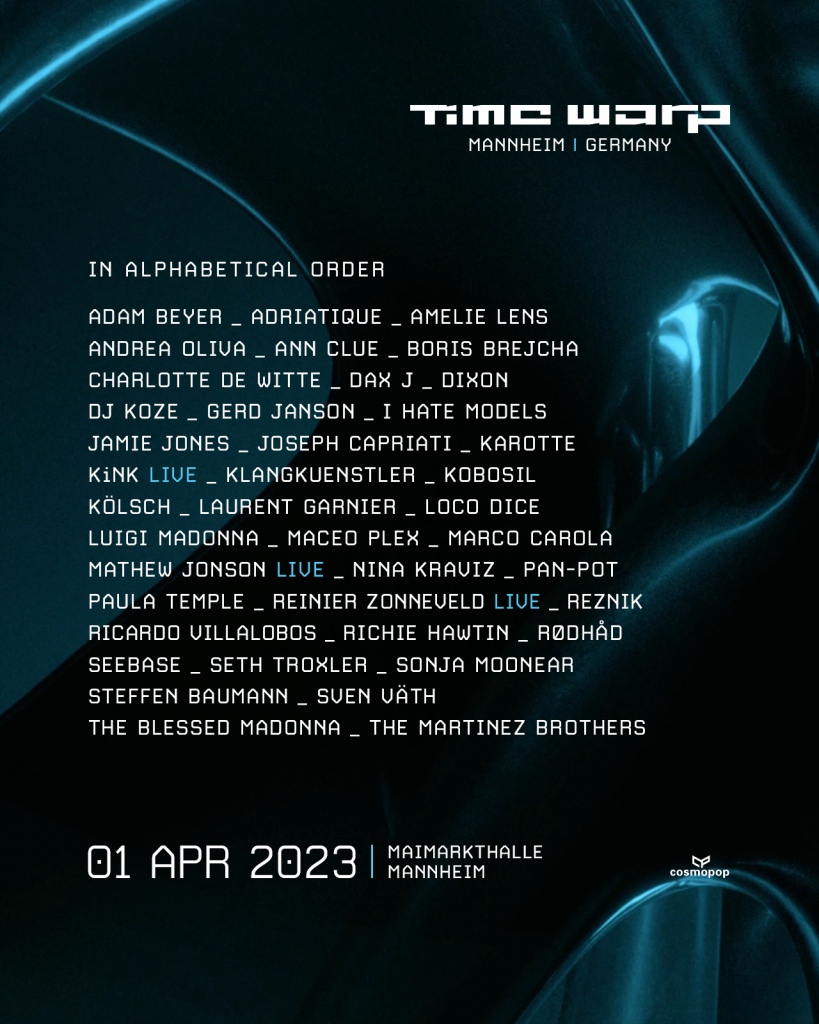 Time warp
MANNHEIM | GERMANY
IN ALPHABETICAL ORDER
ADAM BEYER _ ADRIATIQUE _ AMELIE LENS
ANDREA OLIVA _ ANN CLUE _ BORIS BREJCHA
CHARLOTTE DE WITTE _ DAX J _ DIXON
DJ KOZE _ GERD JANSON _ I HATE MODELS
JAMIE JONES _ JOSEPH CAPRIATI _ KAROTTE
KiNK LIVE _ KLANGKUENSTLER _ KOBOSIL
KÖLSCH _ LAURENT GARNIER _ LOCO DICE
LUIGI MADONNA _ MACEO PLEX _ MARCO CAROLA
MATHEW JONSON LIVE _ NINA KRAVIZ _ PAN-POT
PAULA TEMPLE _ REINIER ZONNEVELD LIVE _ REZNIK
RICARDO VILLALOBOS _ RICHIE HAWTIN _ RØDHÅD
SEEBASE _ SETH TROXLER _ SONJA MOONEAR
STEFFEN BAUMANN _ SVEN VÄTH
THE BLESSED MADONNA _ THE MARTINEZ BROTHERS
01 APR 2023 | MAIMARKTHALLE
MANNHEIM
cosmopop